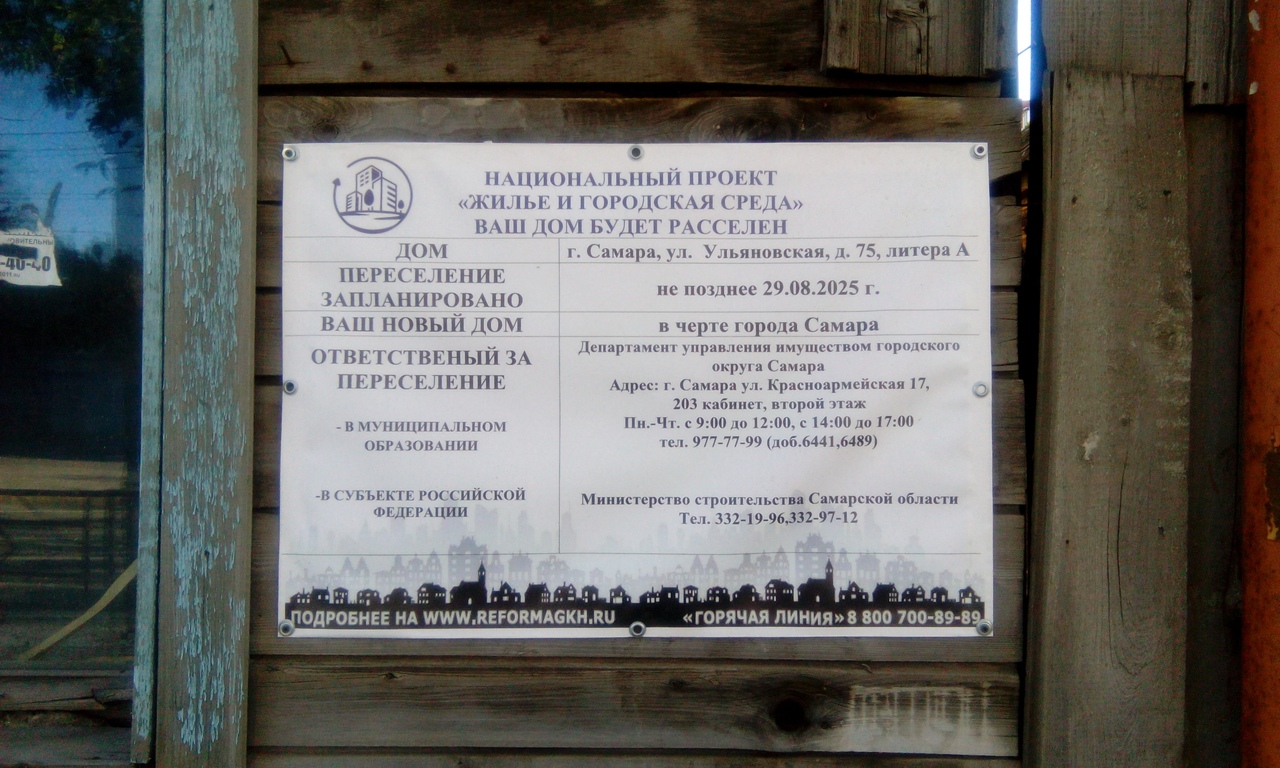 НАЦИОНАЛЬНЫЙ ПРОЕКТ
«ЖИЛЬЕ И ГОРОДСКАЯ СРЕДА»
ВАШ ДОМ БУДЕТ РАССЕЛЕН
ДОМ
г. Самара, ул. Ульяновская, д. 75, литера А
ПЕРЕСЕЛЕНИЕ
ЗАПЛАНИРОВАНО
не позднее 29.08.2025 г.
ВАШ НОВЫЙ ДОМ
в черте города Самара
ОТВЕТСТВЕНЫЙ ЗА
ПЕРЕСЕЛЕНИЕ
- В МУНИЦИПАЛЬНОМ
ОБРАЗОВАНИИ
Департамент управления имуществом городского
округа Самара
Адрес: г. Самара ул. Красноармейская 17,
203 кабинет, второй этаж
Пн.-Чт. с 9:00 до 12:00, с 14:00 до 17:00
тел. 977-77-99 (доб.6441,6489)
-В СУБЪЕКТЕ РОССИЙСКОЙ
ФЕДЕРАЦИИ
Министерство строительства Самарской области
Тел. 332-19-96,332-97-12
ПОДРОБНЕЕ НА WWW.REFORMAGKH.RU
«ГОРЯЧАЯ ЛИНИЯ» 8 800 700-89-89
-40-40